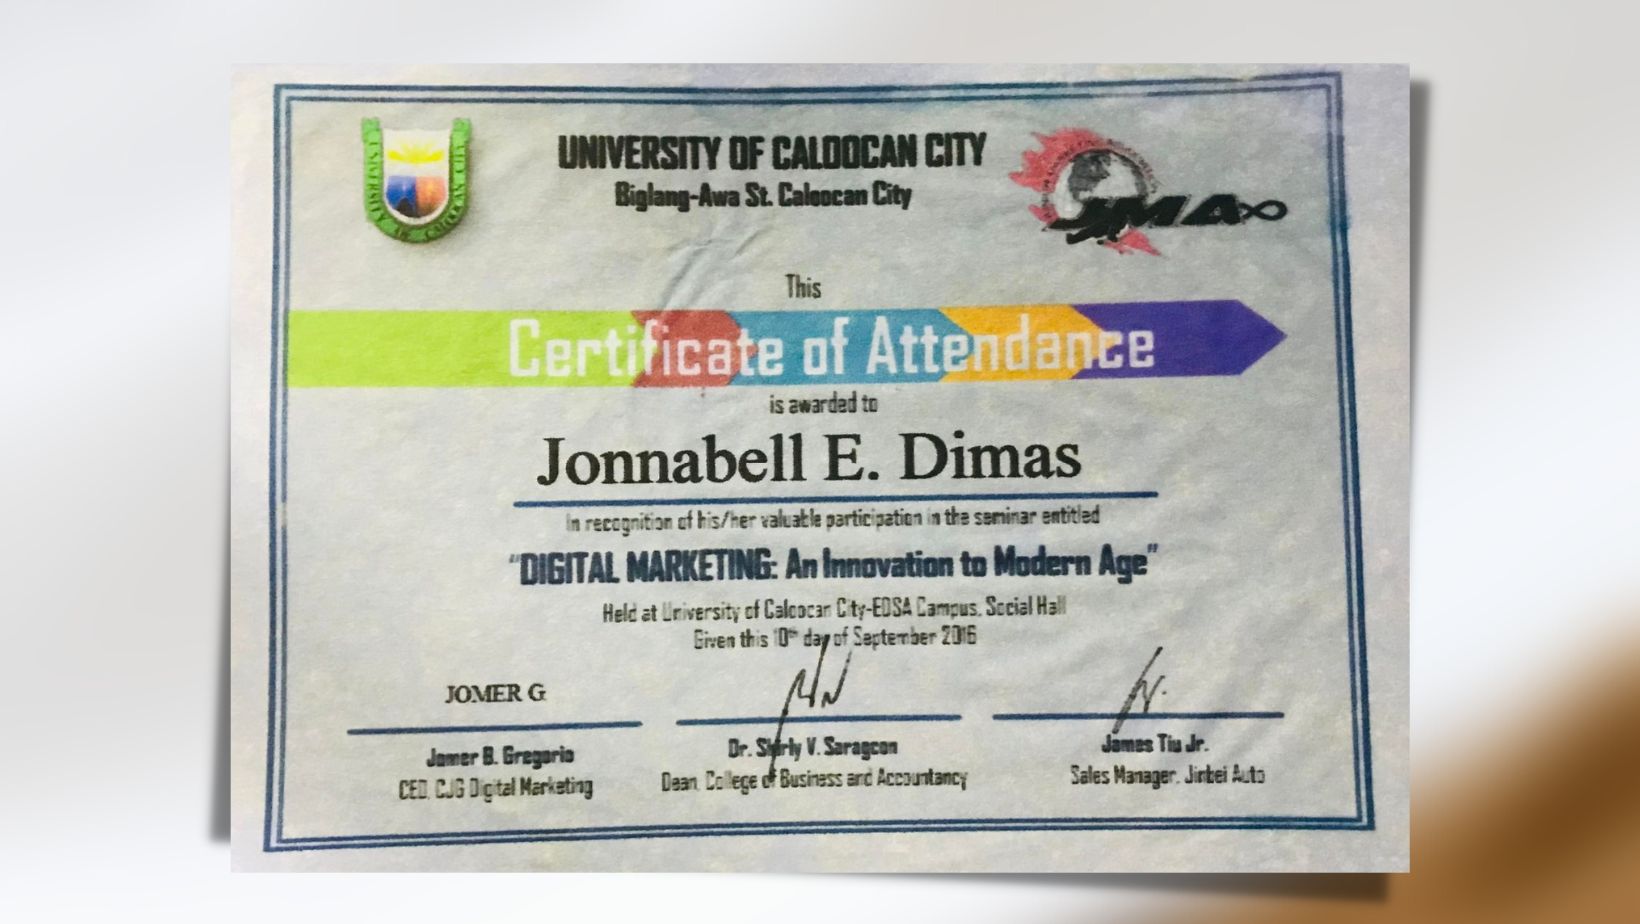 UNIVERSITY OF CALOOCAN CITY
UNIVERSITY OF CALOOCAN CITY
Biglang-Awa St. Caloocan City
JMA
This
Certificate of Attendance
is awarded to
Jonnabell E. Dimas
In recognition of his/her valuable participation in the seminar entitled
"DIGITAL MARKETING: An Innovation to Modern Age"
Held at University of Caloocan City-EDSA Campus, Social Hall
Given this 10th day of September 2016
JOMER G
Jomer B. Gregorio
CEO, CJG Digital Marketing
Dr. Shirly V. Saragcon
Dean, College of Business and Accountancy
James Tiu Jr.
Sales Manager, Jinbei Auto